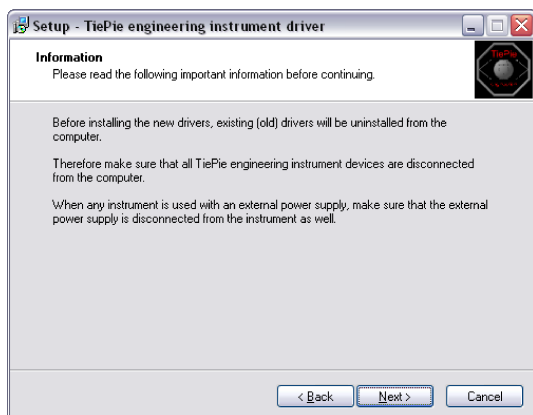 Setup - TiePie engineering instrument driver
Information
Please read the following important information before continuing.
TiePie
Before installing the new drivers, existing (old) drivers will be uninstalled from the
computer.
Therefore make sure that all TiePie engineering instrument devices are disconnected
from the computer.
When any instrument is used with an external power supply, make sure that the external
power supply is disconnected from the instrument as well.
< Back
Next >
Cancel